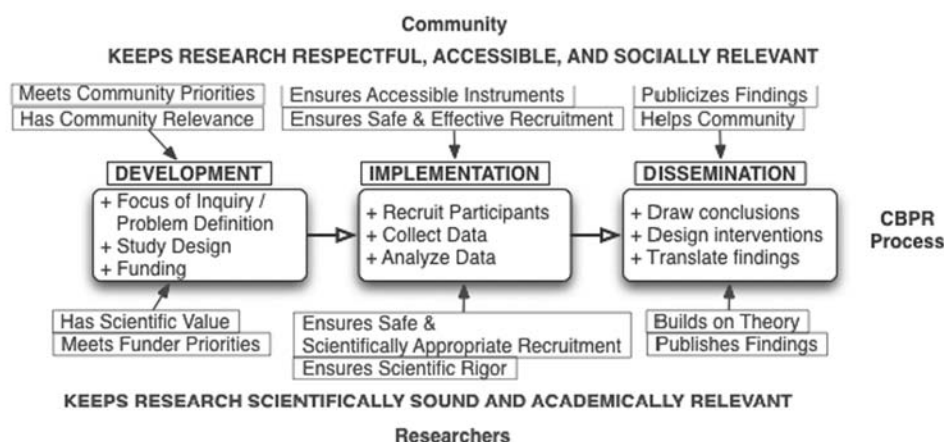 Community
KEEPS RESEARCH RESPECTFUL, ACCESSIBLE, AND SOCIALLY RELEVANT
Meets Community Priorities
Has Community Relevance
Ensures Accessible Instruments
Ensures Safe & Effective Recruitment
Publicizes Findings
Helps Community
DEVELOPMENT
+ Focus of Inquiry /
Problem Definition
+ Study Design
+ Funding
IMPLEMENTATION
+ Recruit Participants
+ Collect Data
+ Analyze Data
DISSEMINATION
+ Draw conclusions
+ Design interventions
+ Translate findings
CBPR
Process
Has Scientific Value
Meets Funder Priorities
Ensures Safe &
Scientifically Appropriate Recruitment
Ensures Scientific Rigor
Builds on Theory
Publishes Findings
KEEPS RESEARCH SCIENTIFICALLY SOUND AND ACADEMICALLY RELEVANT
Researchers